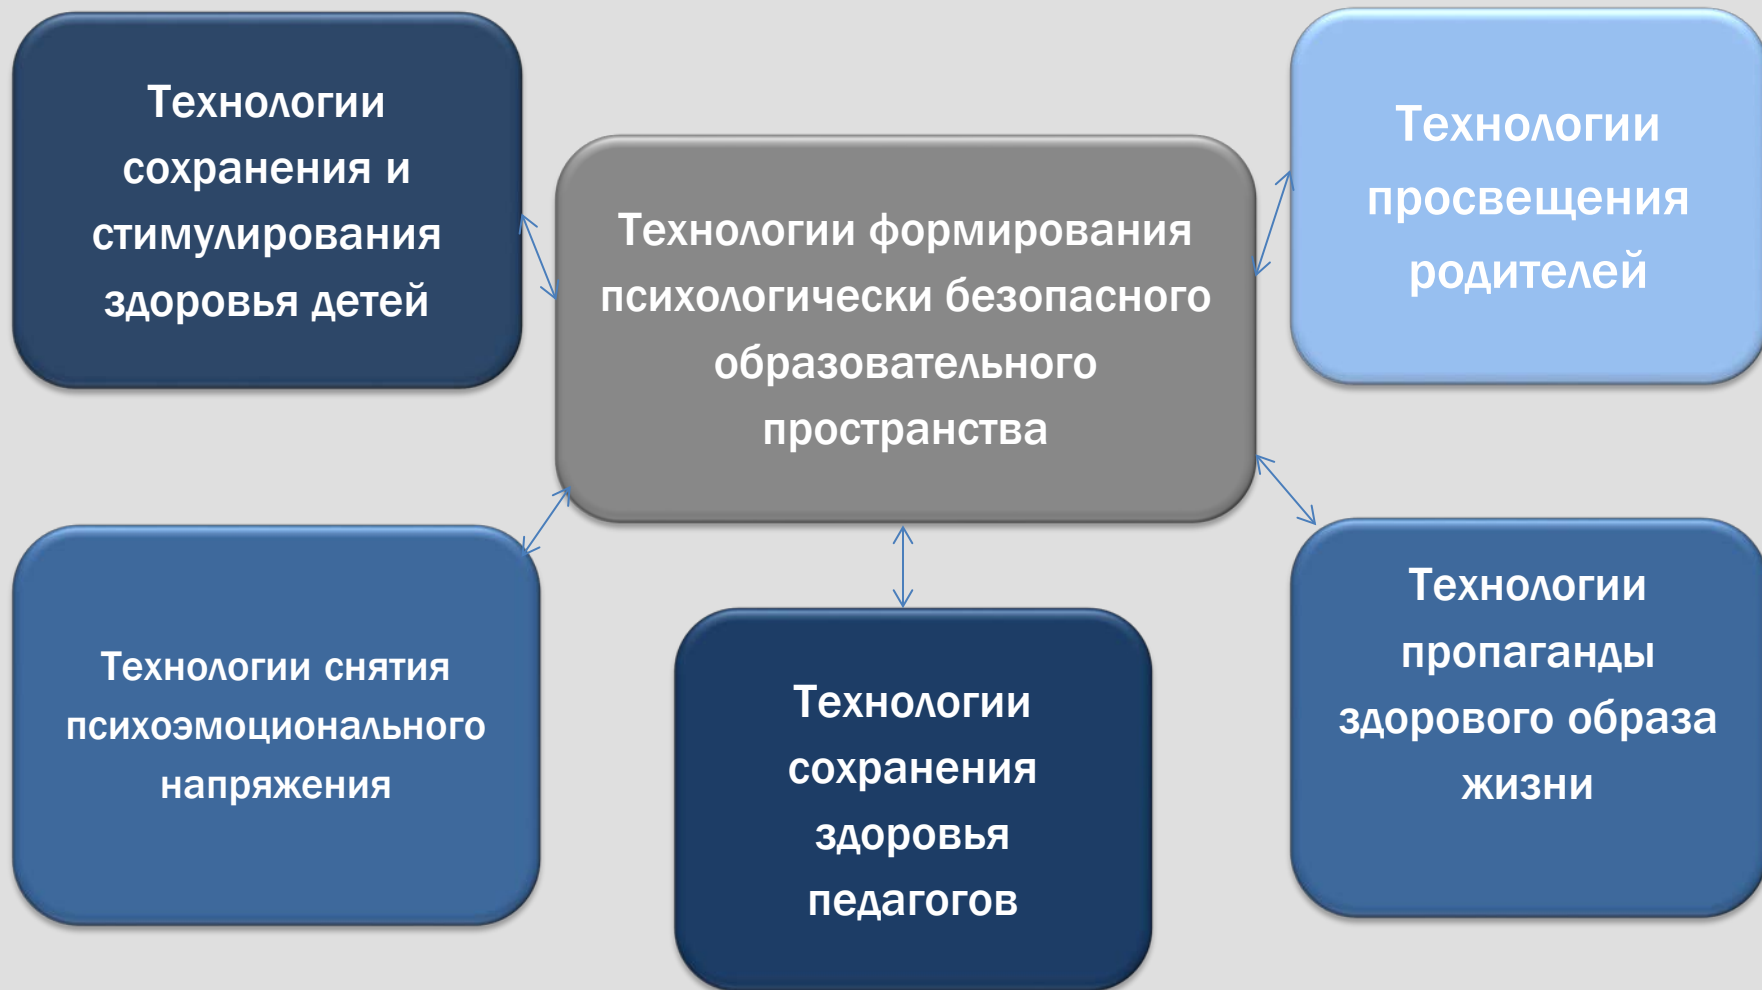 Технологии
сохранения и
стимулирования
здоровья детей
Технологии формирования
психологически безопасного
образовательного
пространства
Технологии
просвещения
родителей
Технологии снятия
психоэмоционального
напряжения
Технологии
сохранения
здоровья
педагогов
Технологии
пропаганды
здорового образа
жизни